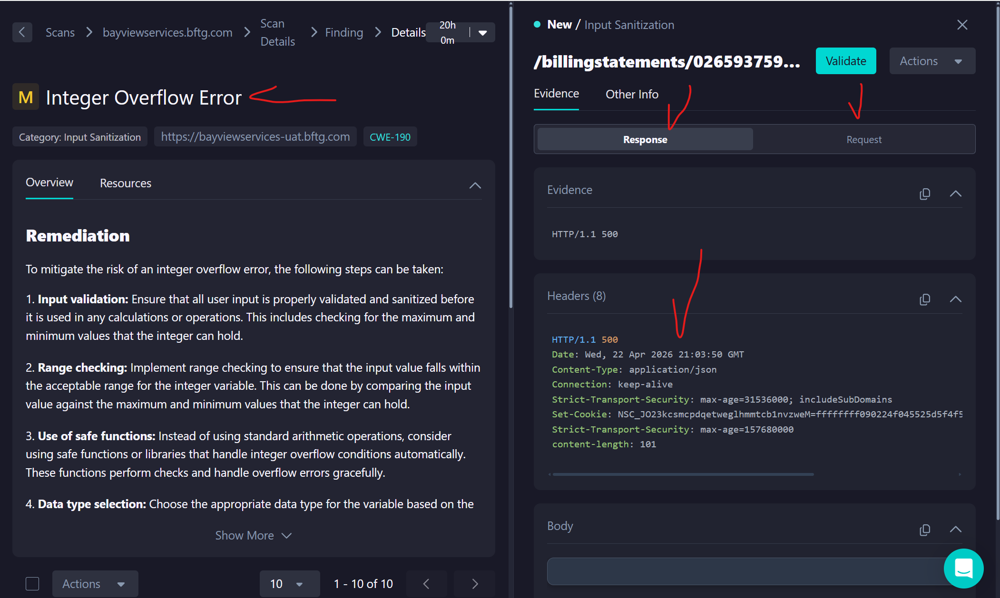 Scans > bayviewservices.bftg.com > Scan Details > Finding > Details
20h 0m
M Integer Overflow Error
Category: Input Sanitization
https://bayviewservices-uat.bftg.com
CWE-190
Overview
Resources
Remediation
To mitigate the risk of an integer overflow error, the following steps can be taken:
1. Input validation: Ensure that all user input is properly validated and sanitized before
it is used in any calculations or operations. This includes checking for the maximum and
minimum values that the integer can hold.
2. Range checking: Implement range checking to ensure that the input value falls within
the acceptable range for the integer variable. This can be done by comparing the input
value against the maximum and minimum values that the integer can hold.
3. Use of safe functions: Instead of using standard arithmetic operations, consider
using safe functions or libraries that handle integer overflow conditions automatically.
These functions perform checks and handle overflow errors gracefully.
4. Data type selection: Choose the appropriate data type for the variable based on the
Show More
Actions
10
1 - 10 of 10
New / Input Sanitization
/billingstatements/026593759...
Validate
Actions
Evidence
Other Info
Response
Request
Evidence
HTTP/1.1 500
Headers (8)
HTTP/1.1 500
Date: Wed, 22 Apr 2026 21:03:50 GMT
Content-Type: application/json
Connection: keep-alive
Strict-Transport-Security: max-age=31536000; includeSubDomains
Set-Cookie: NSC_JO23kcsmcpdqetweglhmmtcb1nvzweM=ffffffff090224f045525d5f4f5
Strict-Transport-Security: max-age=157680000
content-length: 101
Body